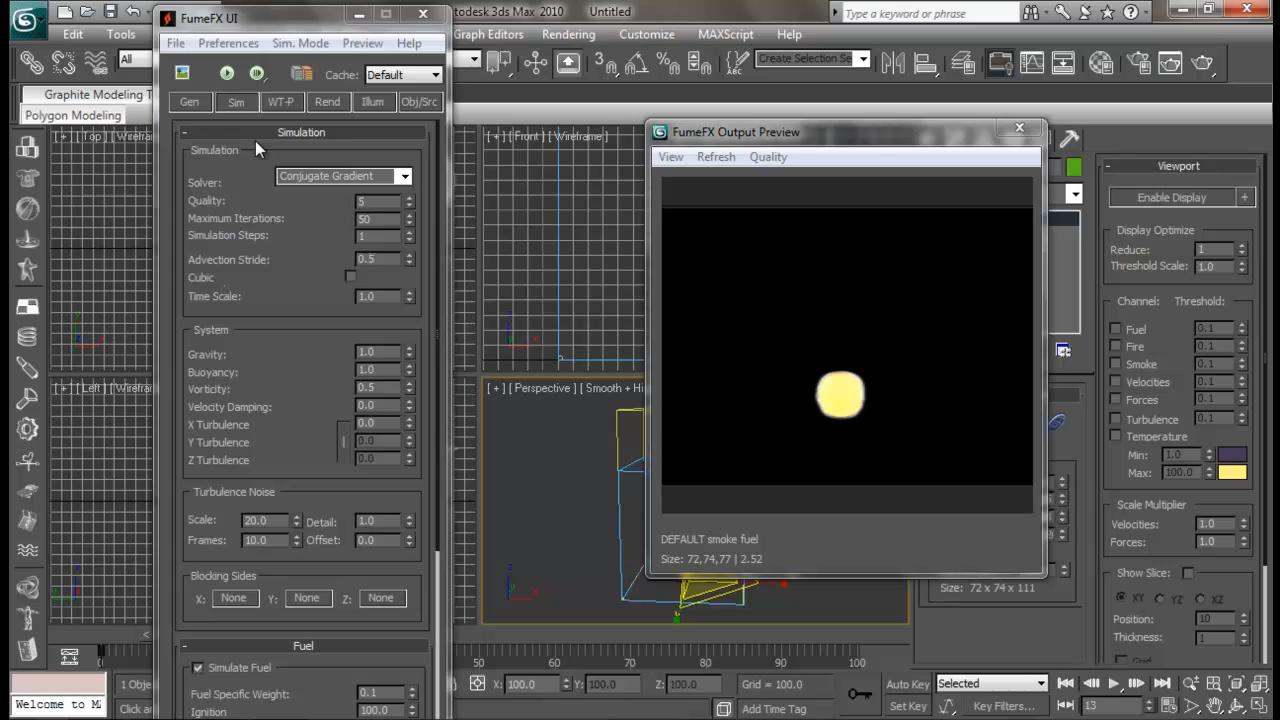 FumeFX UI
Autodesk 3ds Max 2010
Untitled
Type a keyword or phrase
Edit
Tools
Graph Editors
Rendering
Customize
MAXScript
Help
File
Preferences
Sim. Mode
Preview
Help
All
Create Selection Se
Cache:
Default
Graphite Modeling T
Polygon Modeling
Gen
Sim
WT-P
Rend
Illum
Obj/Src
Simulation
Simulation
Solver:
Conjugate Gradient
Quality:
5
Maximum Iterations:
50
Simulation Steps:
1
Advection Stride:
0.5
Cubic
Time Scale:
1.0
System
Gravity:
1.0
Buoyancy:
1.0
Vorticity:
0.5
Velocity Damping:
0.0
X Turbulence
0.0
Y Turbulence
0.0
Z Turbulence
0.0
Turbulence Noise
Scale:
20.0
Detail:
1.0
Frames:
10.0
Offset:
0.0
Blocking Sides
X:
None
Y:
None
Z:
None
Fuel
Simulate Fuel
Fuel Specific Weight:
0.1
Ignition
100.0
[ + ] [ Top ] [ Wirefram
[ + ] [ Front ] [ Wireframe ]
[ + ] [ Left ] [ Wirefra
[ + ] [ Perspective ] [ Smooth + Hi
FumeFX Output Preview
View
Refresh
Quality
DEFAULT smoke fuel
Size: 72,74,77 | 2.52
Size: 72 x 74 x 111
Viewport
Enable Display
+
Display Optimize
Reduce:
1
Threshold Scale:
1.0
Channel:
Threshold:
Fuel
0.1
Fire
0.1
Smoke
0.1
Velocities
0.1
Forces
0.1
Turbulence
0.1
Temperature
Min:
1.0
Max:
100.0
Scale Multiplier
Velocities:
1.0
Forces:
1.0
Show Slice:
XY
YZ
XZ
Position:
10
Thickness:
1
50
60
70
80
90
100
Welcome to MA
1 Obje
Click an
X:
100.0
Y:
100.0
Z:
100.0
Grid = 100.0
Add Time Tag
Auto Key
Selected
Set Key
Key Filters...
13